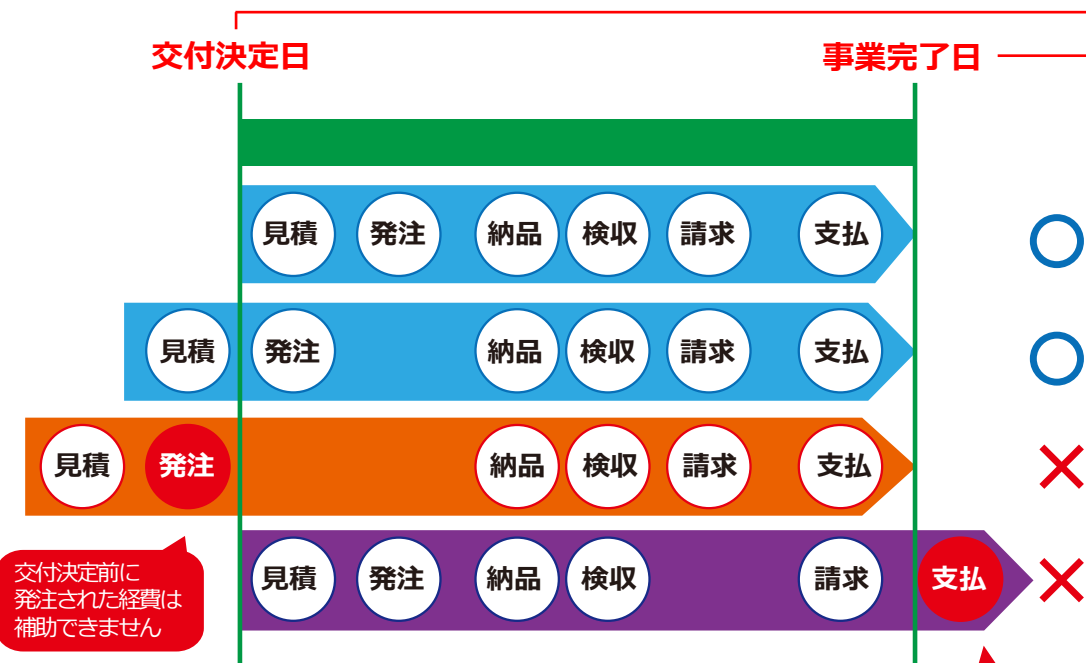 交付決定日
事業完了日
見積 発注 納品 検収 請求 支払
見積 発注 納品 検収 請求 支払
見積 発注 納品 検収 請求 支払
見積 発注 納品 検収 請求 支払
交付決定前に
発注された経費は
補助できません